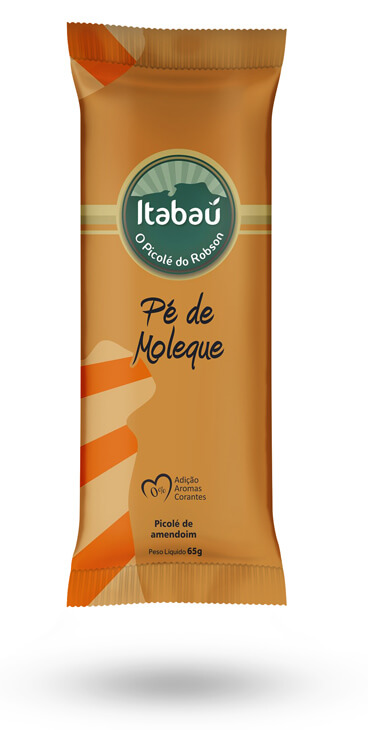 Itabaú
O Picolé do Robson
Pé de
Moleque
0%
Adição
Aromas
Corantes
Picolé de
amendoim
Peso Líquido 65g